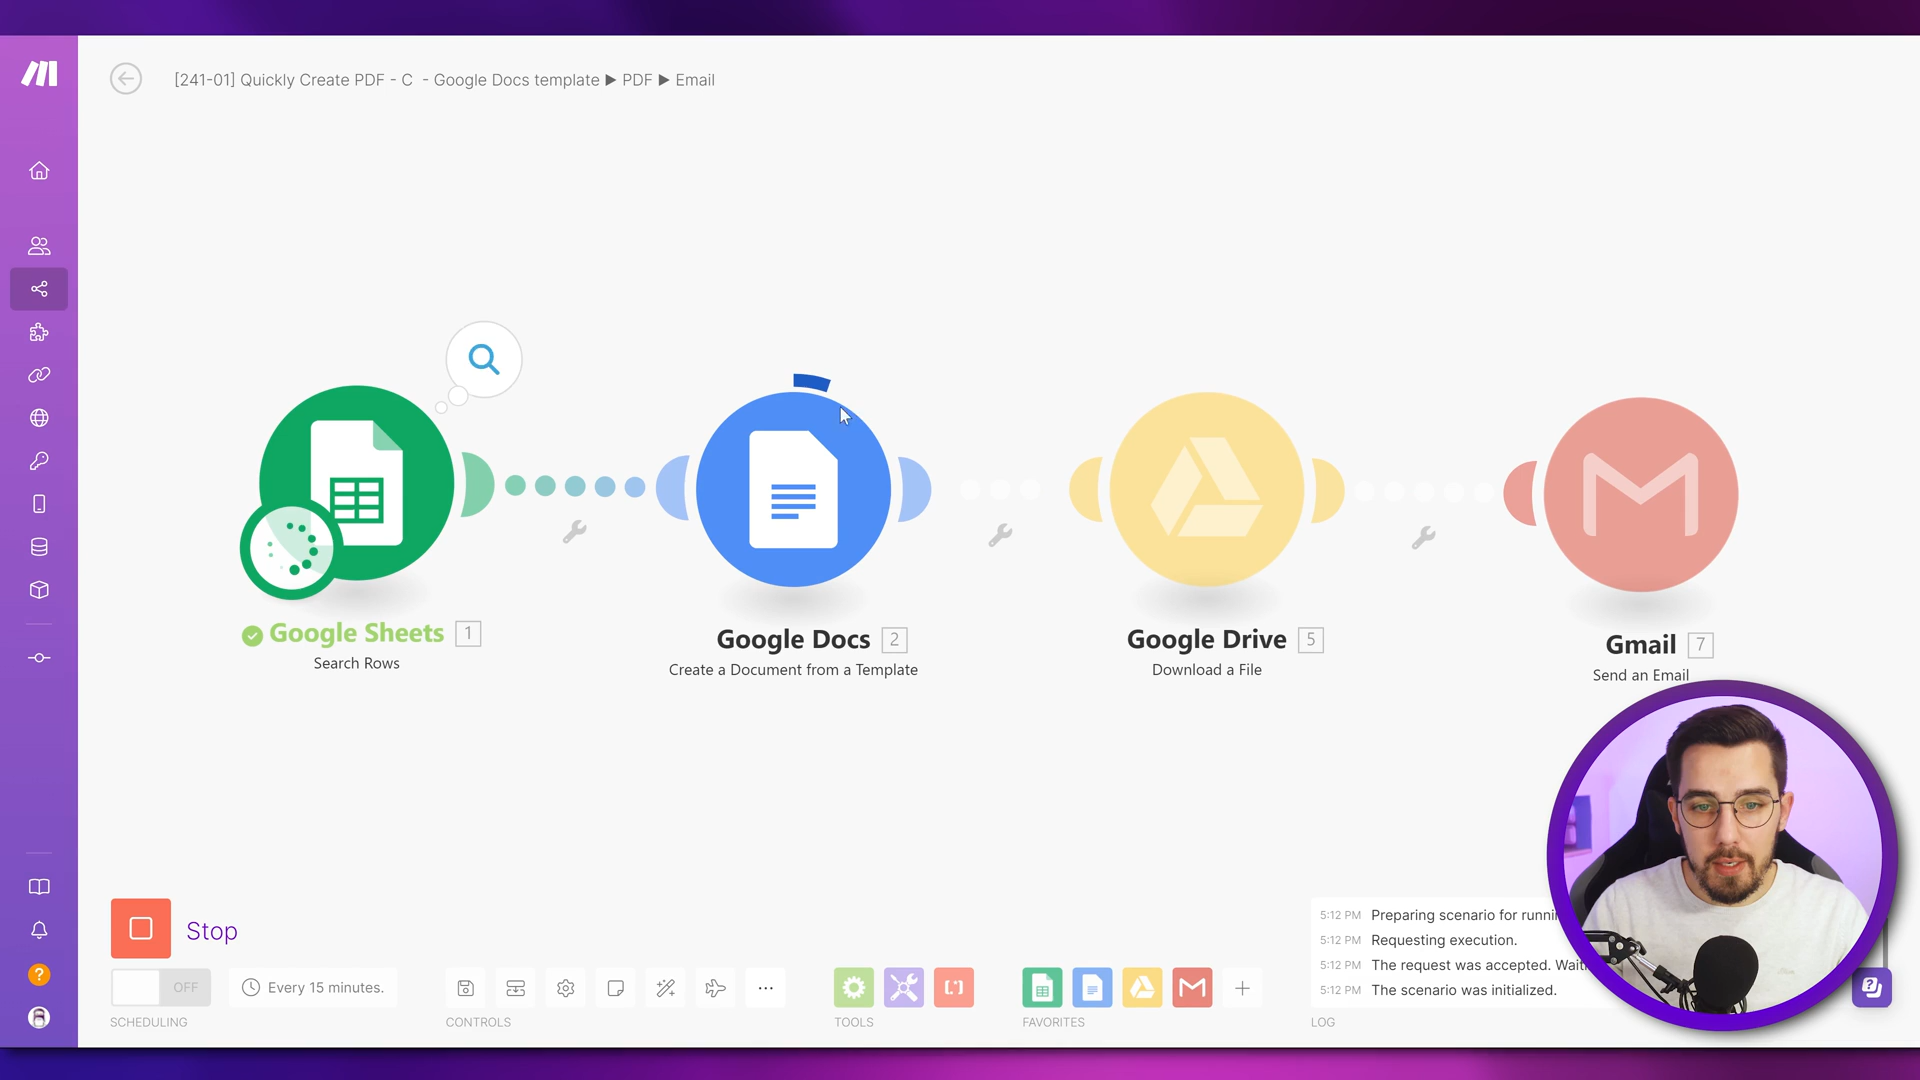 [241-01] Quickly Create PDF - C - Google Docs template ▶ PDF ▶ Email
Google Sheets 1
Search Rows
Google Docs 2
Create a Document from a Template
Google Drive 5
Download a File
Gmail 7
Send an Email
Stop
OFF
Every 15 minutes.
SCHEDULING
CONTROLS
TOOLS
FAVORITES
5:12 PM Preparing scenario for runni
5:12 PM Requesting execution.
5:12 PM The request was accepted. Wait
5:12 PM The scenario was initialized.
LOG